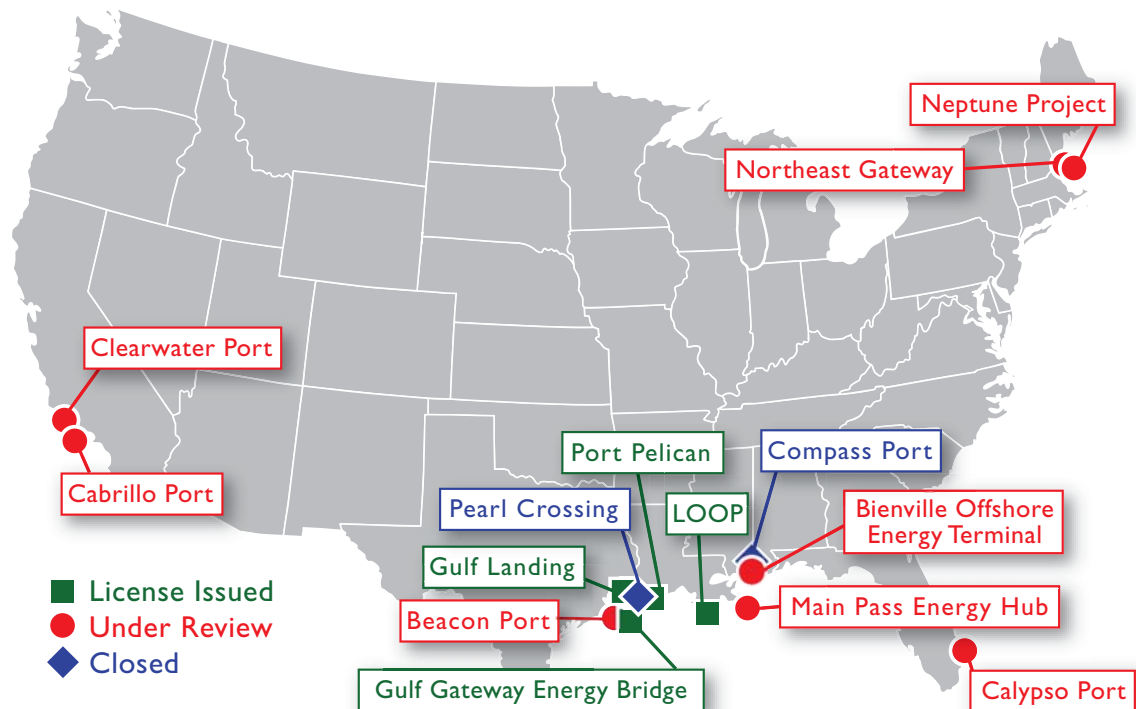 Neptune Project
Northeast Gateway
Clearwater Port
Cabrillo Port
Port Pelican
Compass Port
Pearl Crossing
LOOP
Bienville Offshore
Energy Terminal
Gulf Landing
Beacon Port
Main Pass Energy Hub
Gulf Gateway Energy Bridge
Calypso Port
License Issued
Under Review
Closed